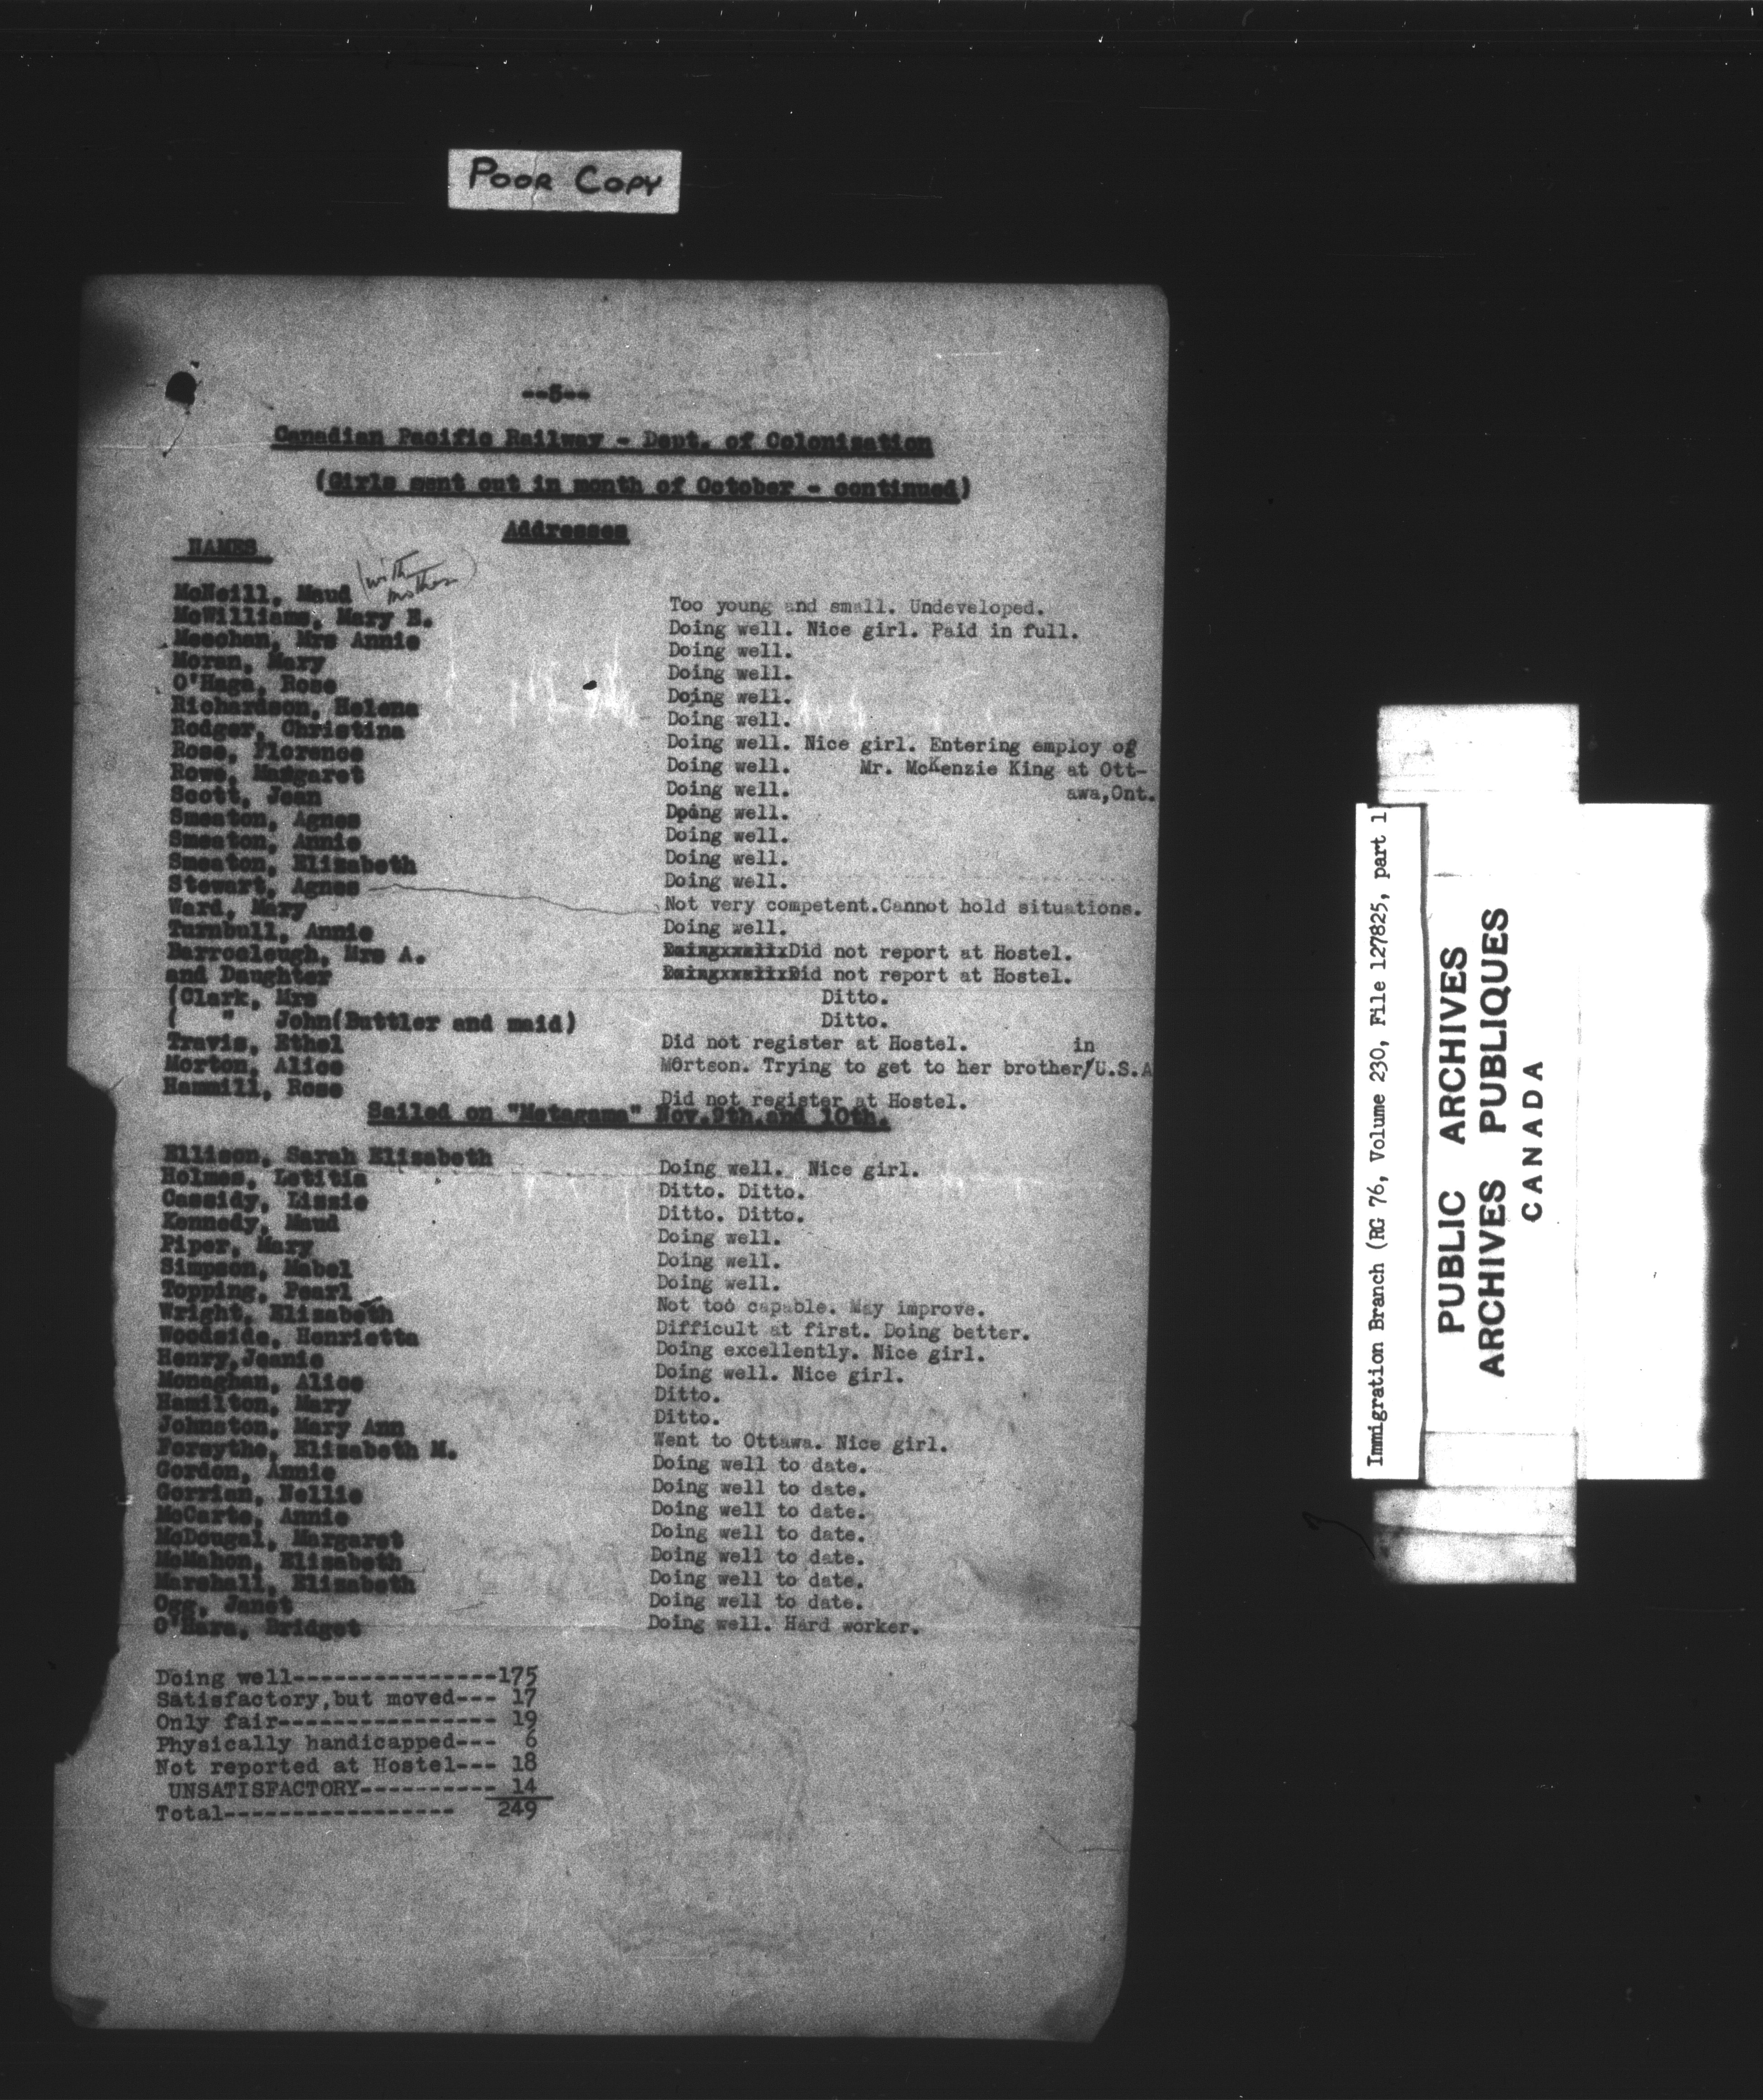 POOR COPY
--5--
Canadian Pacific Railway - Dept. of Colonization
(Girls sent out in month of October - continued)
Addresses
NAMES
(with mother)
McNeill, Maud Too young and small. Undeveloped.
McWilliams, Mary E. Doing well. Nice girl. Paid in full.
Meechan, Mrs Annie Doing well.
Moran, Mary Doing well.
O'Haga, Rose Doing well.
Richardson, Helena Doing well.
Rodger, Christina Doing well. Nice girl. Entering employ of
Rose, Florence Doing well. Mr. McKenzie King at Ott-
Rowe, Margaret Doing well. awa,Ont.
Scott, Jean Doing well.
Smeaton, Agnes Doing well.
Smeaton, Annie Doing well.
Smeaton, Elizabeth Doing well.
Stewart, Agnes Not very competent.Cannot hold situations.
Ward, Mary Doing well.
Turnbull, Annie Did not report at Hostel.
Barroclough, Mrs A. Did not report at Hostel.
and Daughter Ditto.
(Clark, Mrs Ditto.
( " John(Buttler and maid)
Travis, Ethel Did not register at Hostel. in
Morton, Alice Mortson. Trying to get to her brother/U.S.A
Hammill, Rose Did not register at Hostel.
Sailed on "Metagama" Nov.9th.and 10th.
Ellison, Sarah Elizabeth Doing well. Nice girl.
Holmes, Letitia Ditto. Ditto.
Cassidy, Lizzie Ditto. Ditto.
Kennedy, Maud Doing well.
Piper, Mary Doing well.
Simpson, Mabel Doing well.
Topping, Pearl Not too capable. May improve.
Wright, Elizabeth Difficult at first. Doing better.
Woodside, Henrietta Doing excellently. Nice girl.
Henry,Jeanie Doing well. Nice girl.
Monaghan, Alice Ditto.
Hamilton, Mary Ditto.
Johnston, Mary Ann Went to Ottawa. Nice girl.
Forsythe, Elizabeth M. Doing well to date.
Gordon, Annie Doing well to date.
Gorrian, Nellie Doing well to date.
McCarte, Annie Doing well to date.
McDougal, Margaret Doing well to date.
McMahon, Elizabeth Doing well to date.
Marshall, Elizabeth Doing well to date.
Ogg, Janet
O'Hara, Bridget Doing well. Hard worker.
Doing well---------------175
Satisfactory,but moved--- 17
Only fair---------------- 19
Physically handicapped--- 6
Not reported at Hostel--- 18
UNSATISFACTORY---------- 14
Total----------------- 249
Immigration Branch (RG 76, Volume 230, File 127825, part 1
PUBLIC ARCHIVES
ARCHIVES PUBLIQUES
CANADA